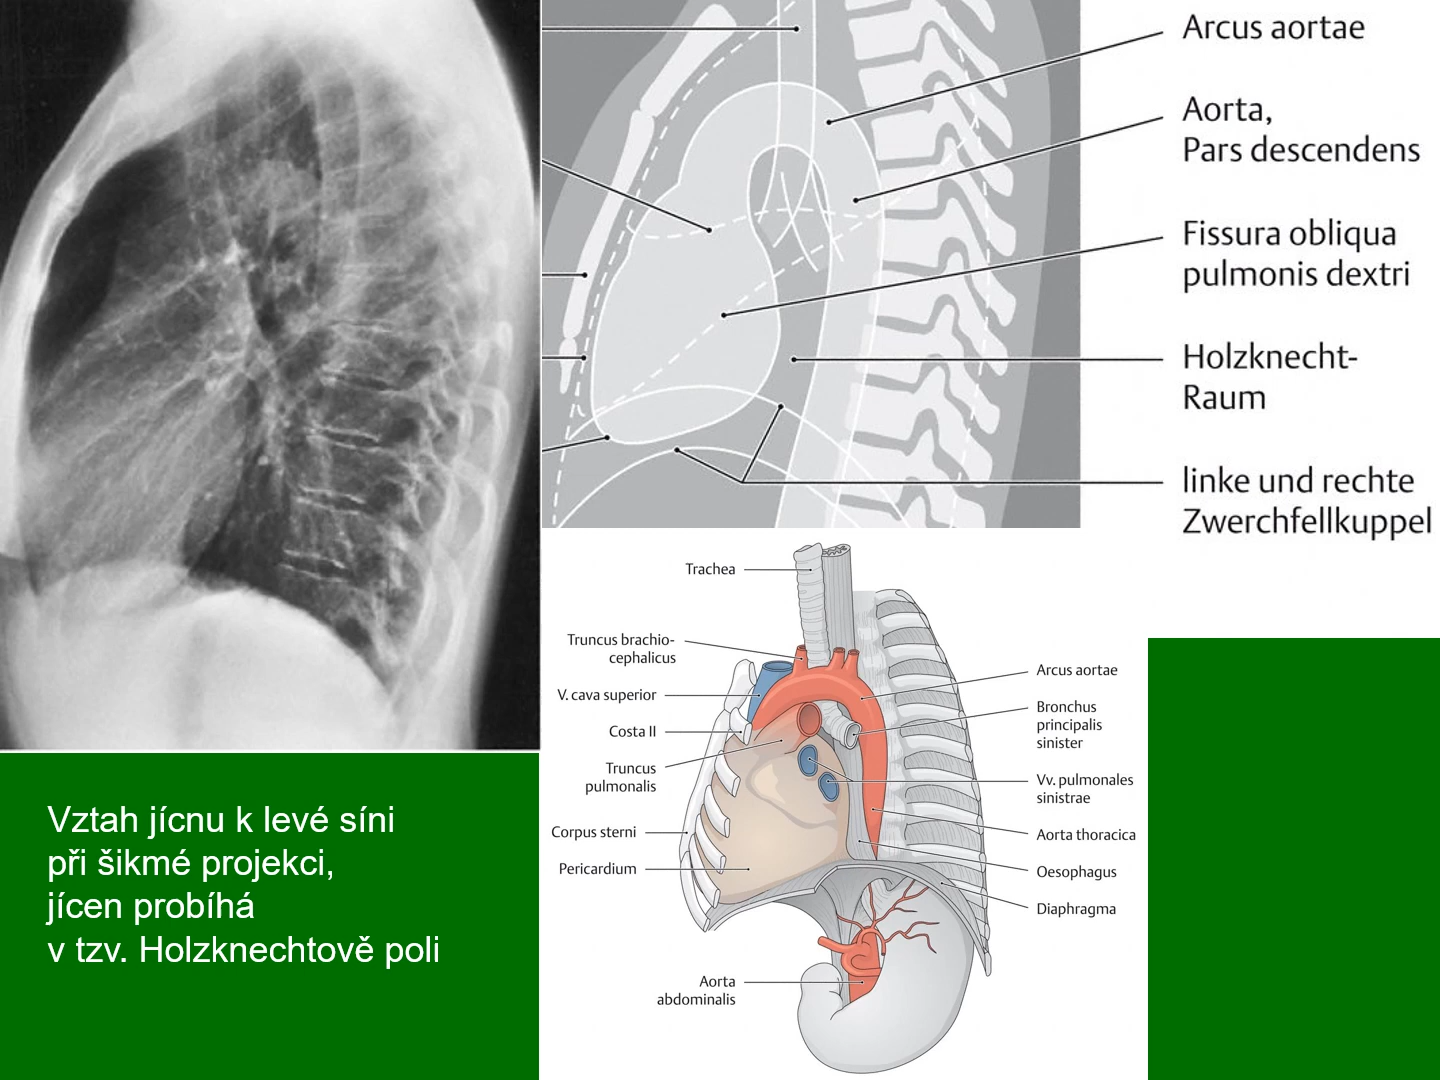 Arcus aortae
Aorta,
Pars descendens
Fissura obliqua
pulmonis dextri
Holzknecht-
Raum
linke und rechte
Zwerchfellkuppel
Trachea
Truncus brachio-
cephalicus
V. cava superior
Costa II
Truncus
pulmonalis
Corpus sterni
Pericardium
Aorta
abdominalis
Arcus aortae
Bronchus
principalis
sinister
Vv. pulmonales
sinistrae
Aorta thoracica
Oesophagus
Diaphragma
Vztah jícnu k levé síni
při šikmé projekci,
jícen probíhá
v tzv. Holzknechtově poli